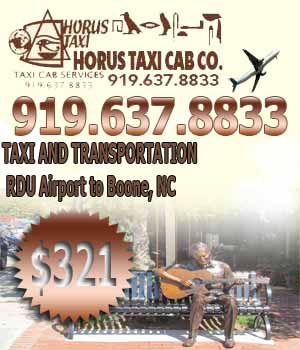 HORUS
TAXI
TAXI CAB SERVICES
919.637.8833
HORUS TAXI CAB CO.
919.637.8833
919.637.8833
TAXI AND TRANSPORTATION
RDU Airport to Boone, NC
$321